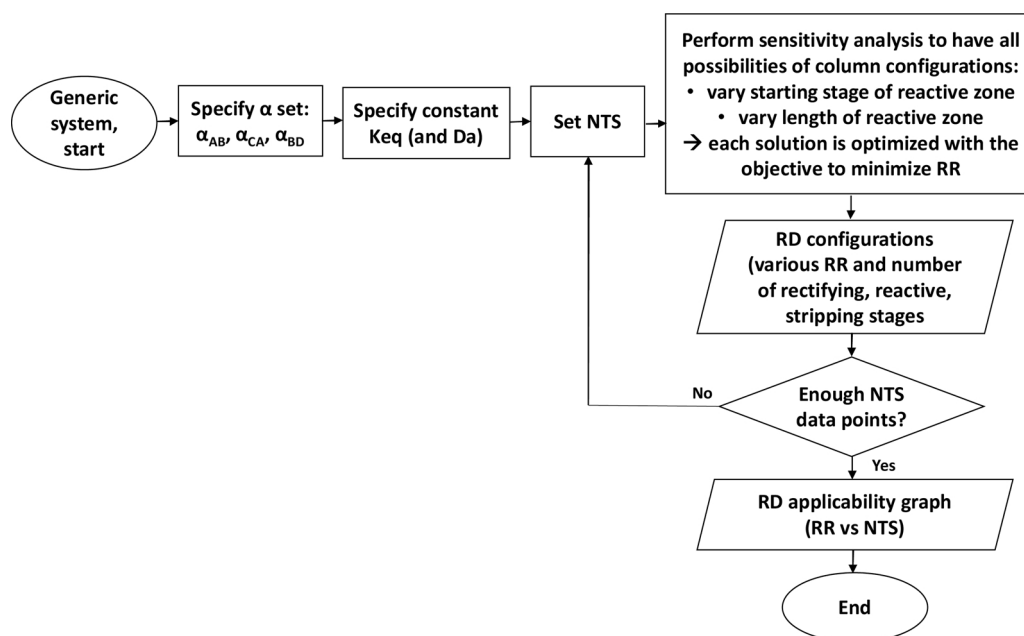 Generic
system,
start
Specify α set:
αAB, αCA, αBD
Specify constant
Keq (and Da)
Set NTS
Perform sensitivity analysis to have all
possibilities of column configurations:
• vary starting stage of reactive zone
• vary length of reactive zone
→ each solution is optimized with the
objective to minimize RR
RD configurations
(various RR and number
of rectifying, reactive,
stripping stages
No
Enough NTS
data points?
Yes
RD applicability graph
(RR vs NTS)
End